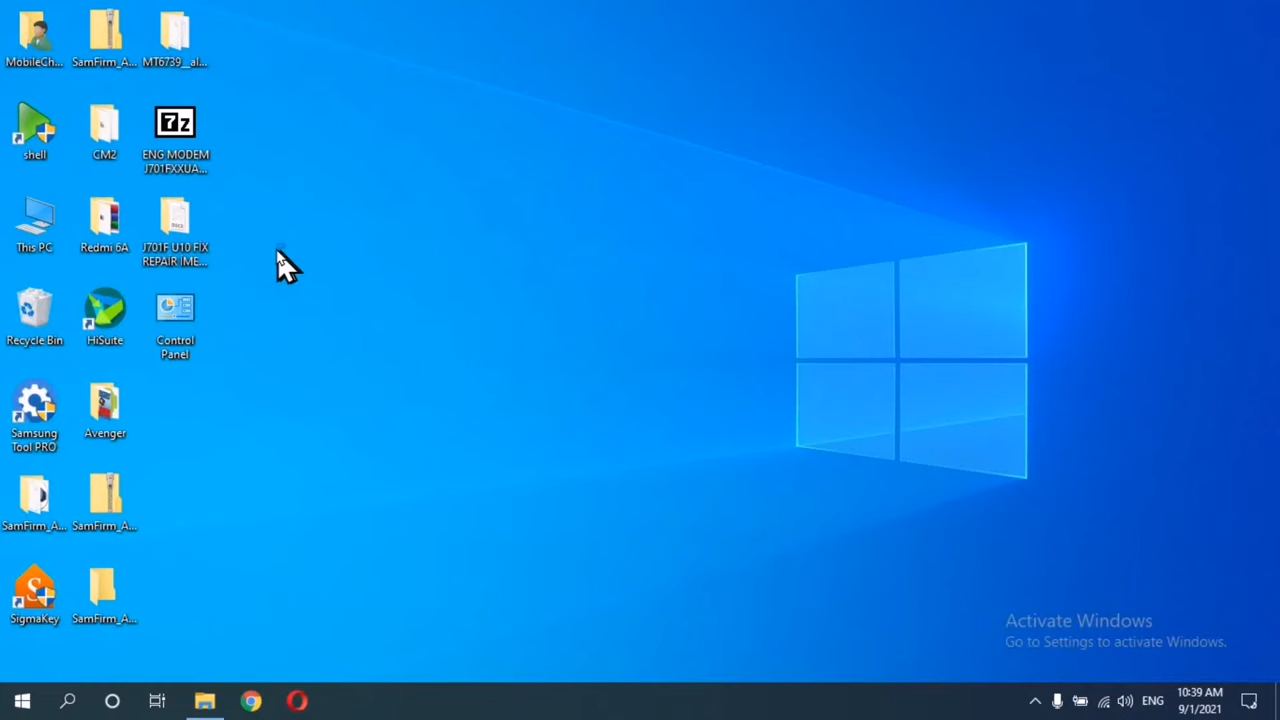 MobileCh...
SamFirm_A...
MT6739__al...
shell
CM2
7z
ENG MODEM
J701FXXUA...
This PC
Redmi 6A
J701F U10 FIX
REPAIR IME...
Recycle Bin
HiSuite
Control
Panel
Samsung
Tool PRO
Avenger
SamFirm_A...
SamFirm_A...
SigmaKey
SamFirm_A...
Activate Windows
Go to Settings to activate Windows.
ENG
10:39 AM
9/1/2021